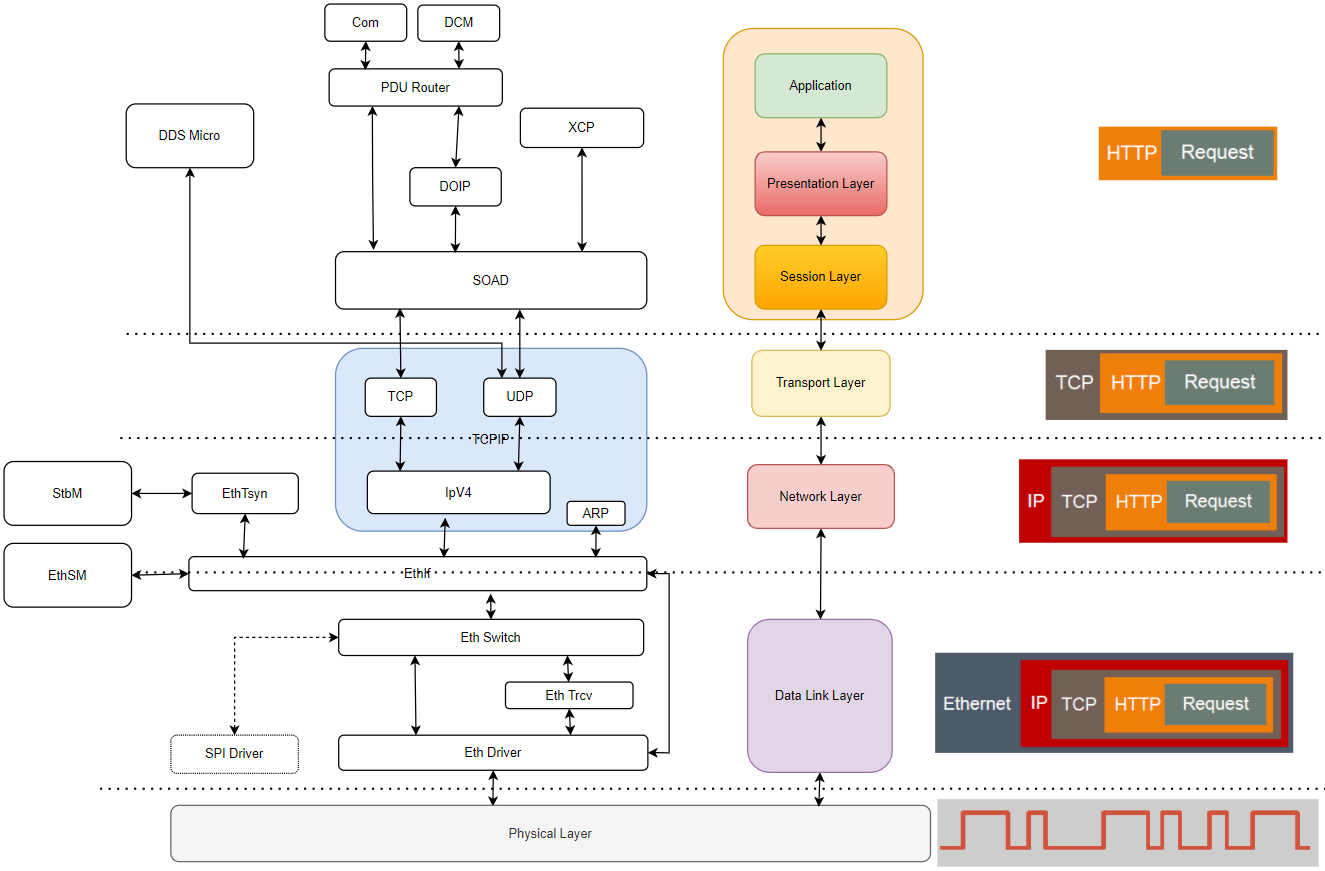 Com
DCM
PDU Router
DDS Micro
XCP
DOIP
SOAD
Application
Presentation Layer
Session Layer
HTTP Request
TCP
UDP
TCPIP
Transport Layer
TCP HTTP Request
StbM
EthTsyn
IpV4
ARP
Network Layer
IP TCP HTTP Request
EthSM
EthIf
Eth Switch
Eth Trcv
SPI Driver
Eth Driver
Data Link Layer
Ethernet IP TCP HTTP Request
Physical Layer